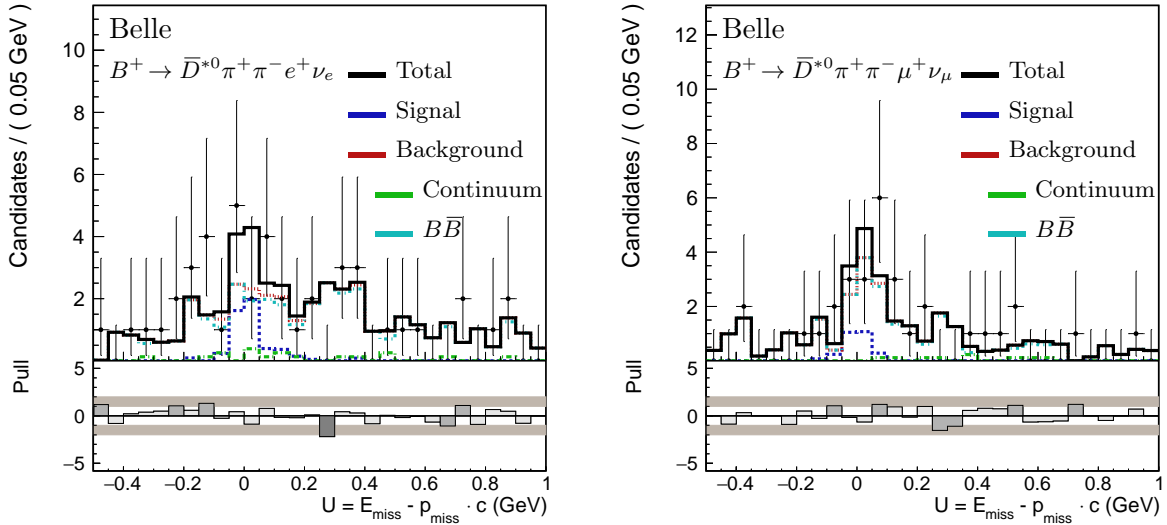 Belle
B⁺ → D̅*⁰π⁺π⁻e⁺νₑ
Total
Signal
Background
Continuum
BB̅
Candidates / ( 0.05 GeV )
10
8
6
4
2
Pull
5
0
−5
−0.4 −0.2 0 0.2 0.4 0.6 0.8 1
U = E_miss - p_miss · c (GeV)
Belle
B⁺ → D̅*⁰π⁺π⁻μ⁺ν_μ
Total
Signal
Background
Continuum
BB̅
Candidates / ( 0.05 GeV )
12
10
8
6
4
2
Pull
5
0
−5
−0.4 −0.2 0 0.2 0.4 0.6 0.8 1
U = E_miss - p_miss · c (GeV)